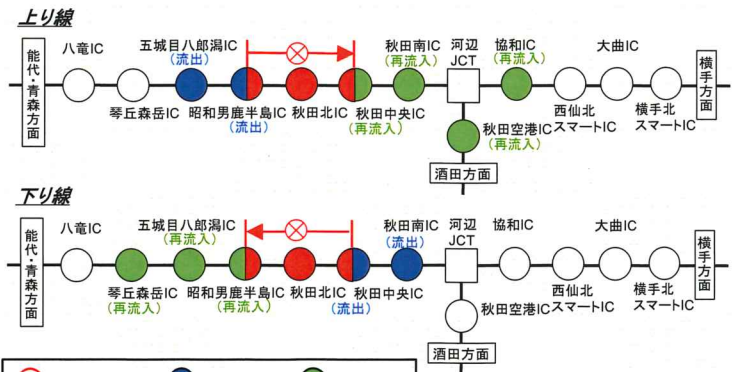 上り線
能代・青森方面
八竜IC
琴丘森岳IC
五城目八郎潟IC
(流出)
昭和男鹿半島IC
(流出)
秋田北IC
秋田中央IC
(再流入)
秋田南IC
(再流入)
河辺
JCT
秋田空港IC
(再流入)
酒田方面
協和IC
(再流入)
西仙北
スマートIC
大曲IC
横手北
スマートIC
横手方面
下り線
能代・青森方面
八竜IC
琴丘森岳IC
(再流入)
五城目八郎潟IC
(再流入)
昭和男鹿半島IC
(再流入)
秋田北IC
秋田中央IC
(流出)
秋田南IC
(流出)
河辺
JCT
秋田空港IC
酒田方面
協和IC
西仙北
スマートIC
大曲IC
横手北
スマートIC
横手方面